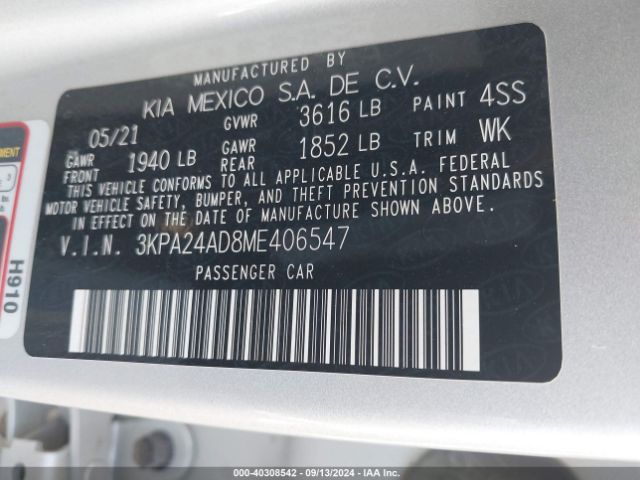 MANUFACTURED BY
KIA MEXICO S.A. DE C.V.
05/21 GVWR 3616 LB PAINT 4SS
GAWR FRONT 1940 LB GAWR REAR 1852 LB TRIM WK
THIS VEHICLE CONFORMS TO ALL APPLICABLE U.S.A. FEDERAL
MOTOR VEHICLE SAFETY, BUMPER, AND THEFT PREVENTION STANDARDS
IN EFFECT ON THE DATE OF MANUFACTURE SHOWN ABOVE.
V.I.N. 3KPA24AD8ME406547
PASSENGER CAR
H910
3
000-40308542 / 09/13/2024 / IAA Inc.